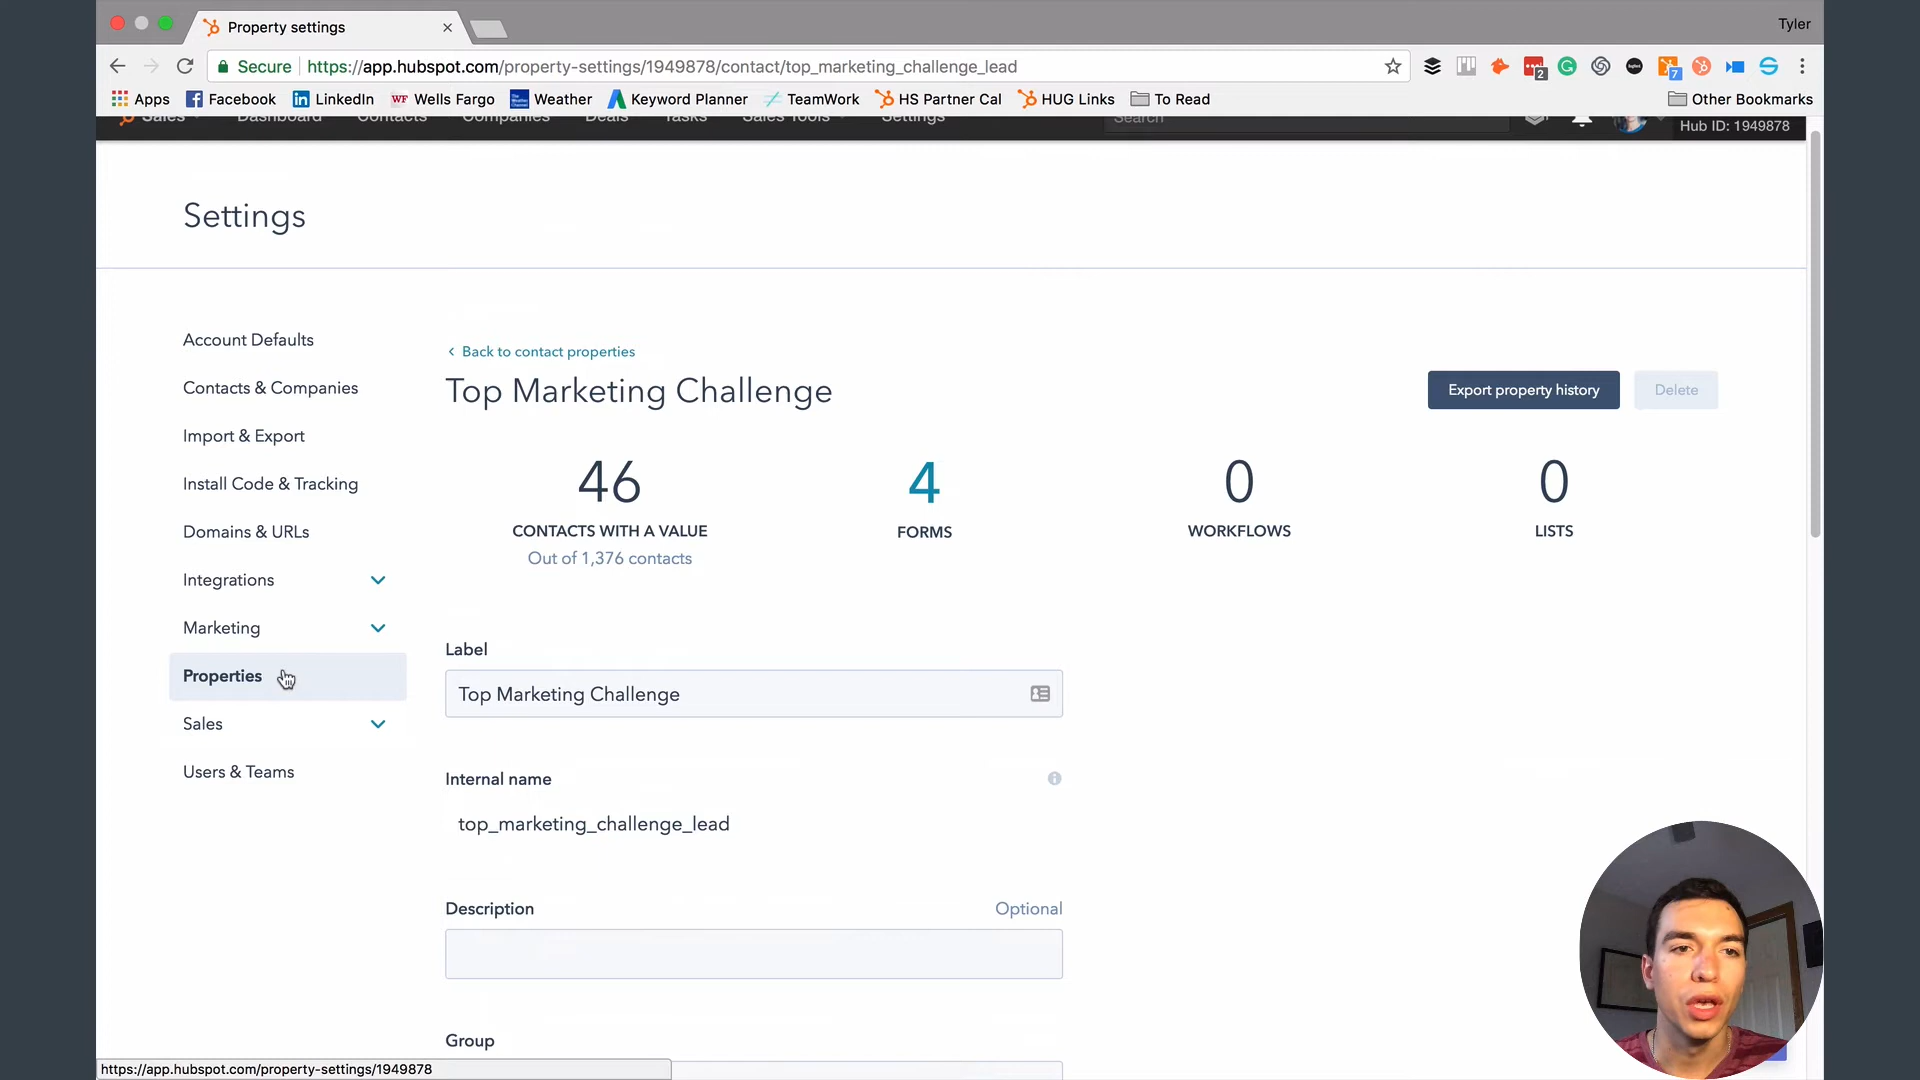 Property settings
Tyler
Secure https://app.hubspot.com/property-settings/1949878/contact/top_marketing_challenge_lead
2
7
Apps Facebook LinkedIn WF Wells Fargo Weather Keyword Planner TeamWork HS Partner Cal HUG Links To Read Other Bookmarks
Sales Dashboard Contacts Companies Deals Tasks Sales Tools Settings Search
Hub ID: 1949878
Settings
Account Defaults
Contacts & Companies
Import & Export
Install Code & Tracking
Domains & URLs
Integrations
Marketing
Properties
Sales
Users & Teams
Back to contact properties
Top Marketing Challenge
Export property history
Delete
46
CONTACTS WITH A VALUE
Out of 1,376 contacts
4
FORMS
0
WORKFLOWS
0
LISTS
Label
Top Marketing Challenge
Internal name
top_marketing_challenge_lead
Description Optional
Group
https://app.hubspot.com/property-settings/1949878